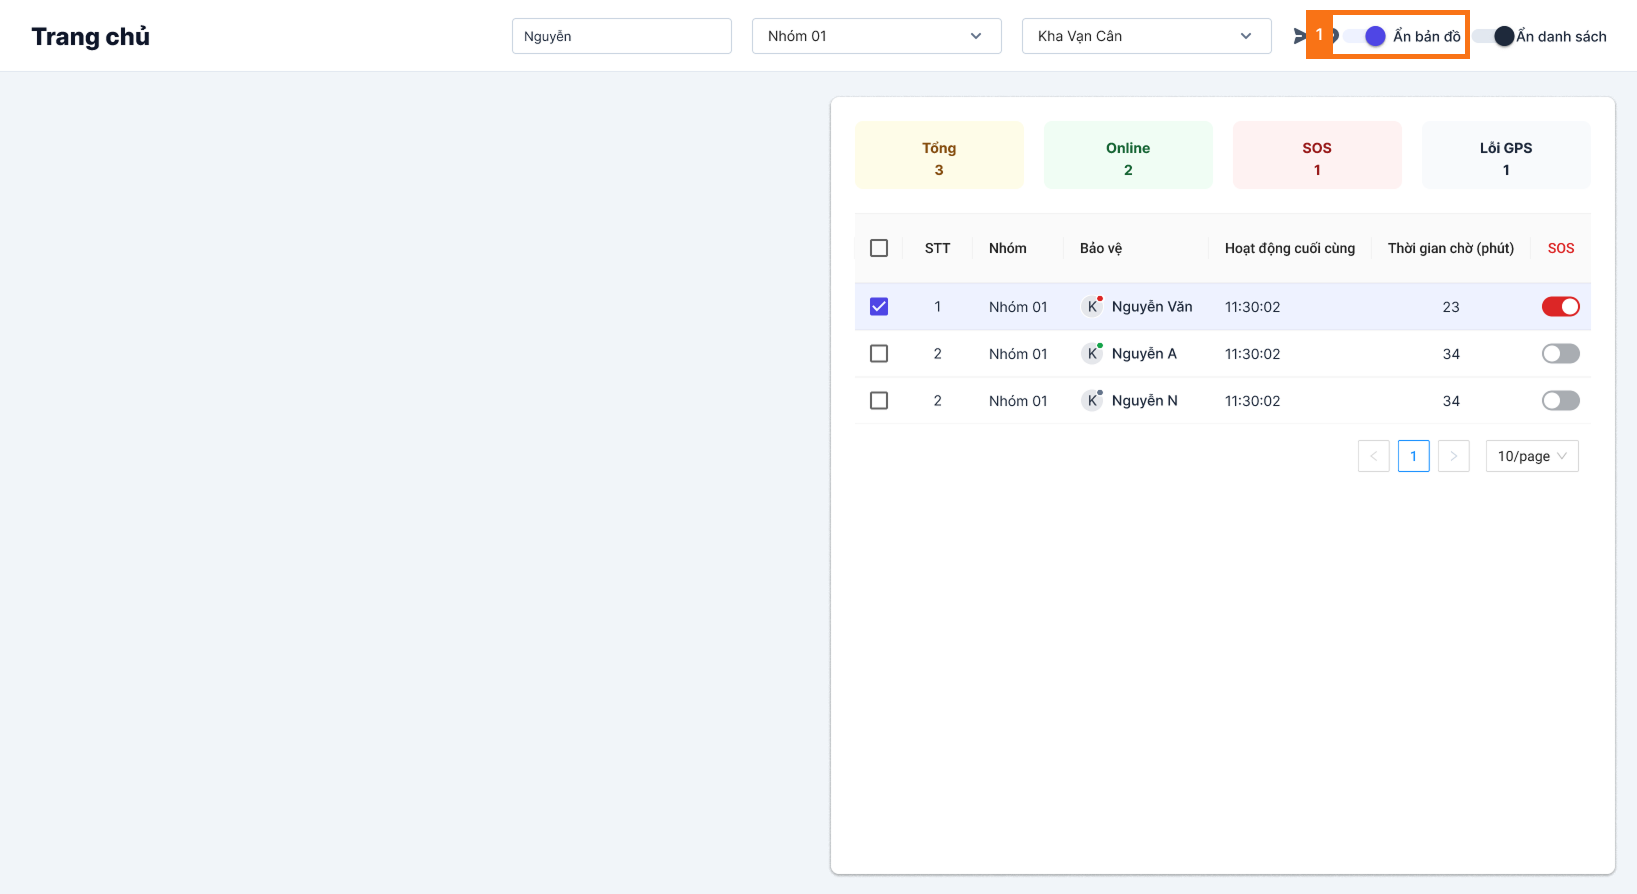 Trang chủ
Nguyễn
Nhóm 01
Kha Vạn Cân
1
Ẩn bản đồ
Ẩn danh sách
Tổng
3
Online
2
SOS
1
Lỗi GPS
1
STT Nhóm Bảo vệ Hoạt động cuối cùng Thời gian chờ (phút) SOS
1 Nhóm 01 K Nguyễn Văn 11:30:02 23
2 Nhóm 01 K Nguyễn A 11:30:02 34
2 Nhóm 01 K Nguyễn N 11:30:02 34
< 1 > 10/page